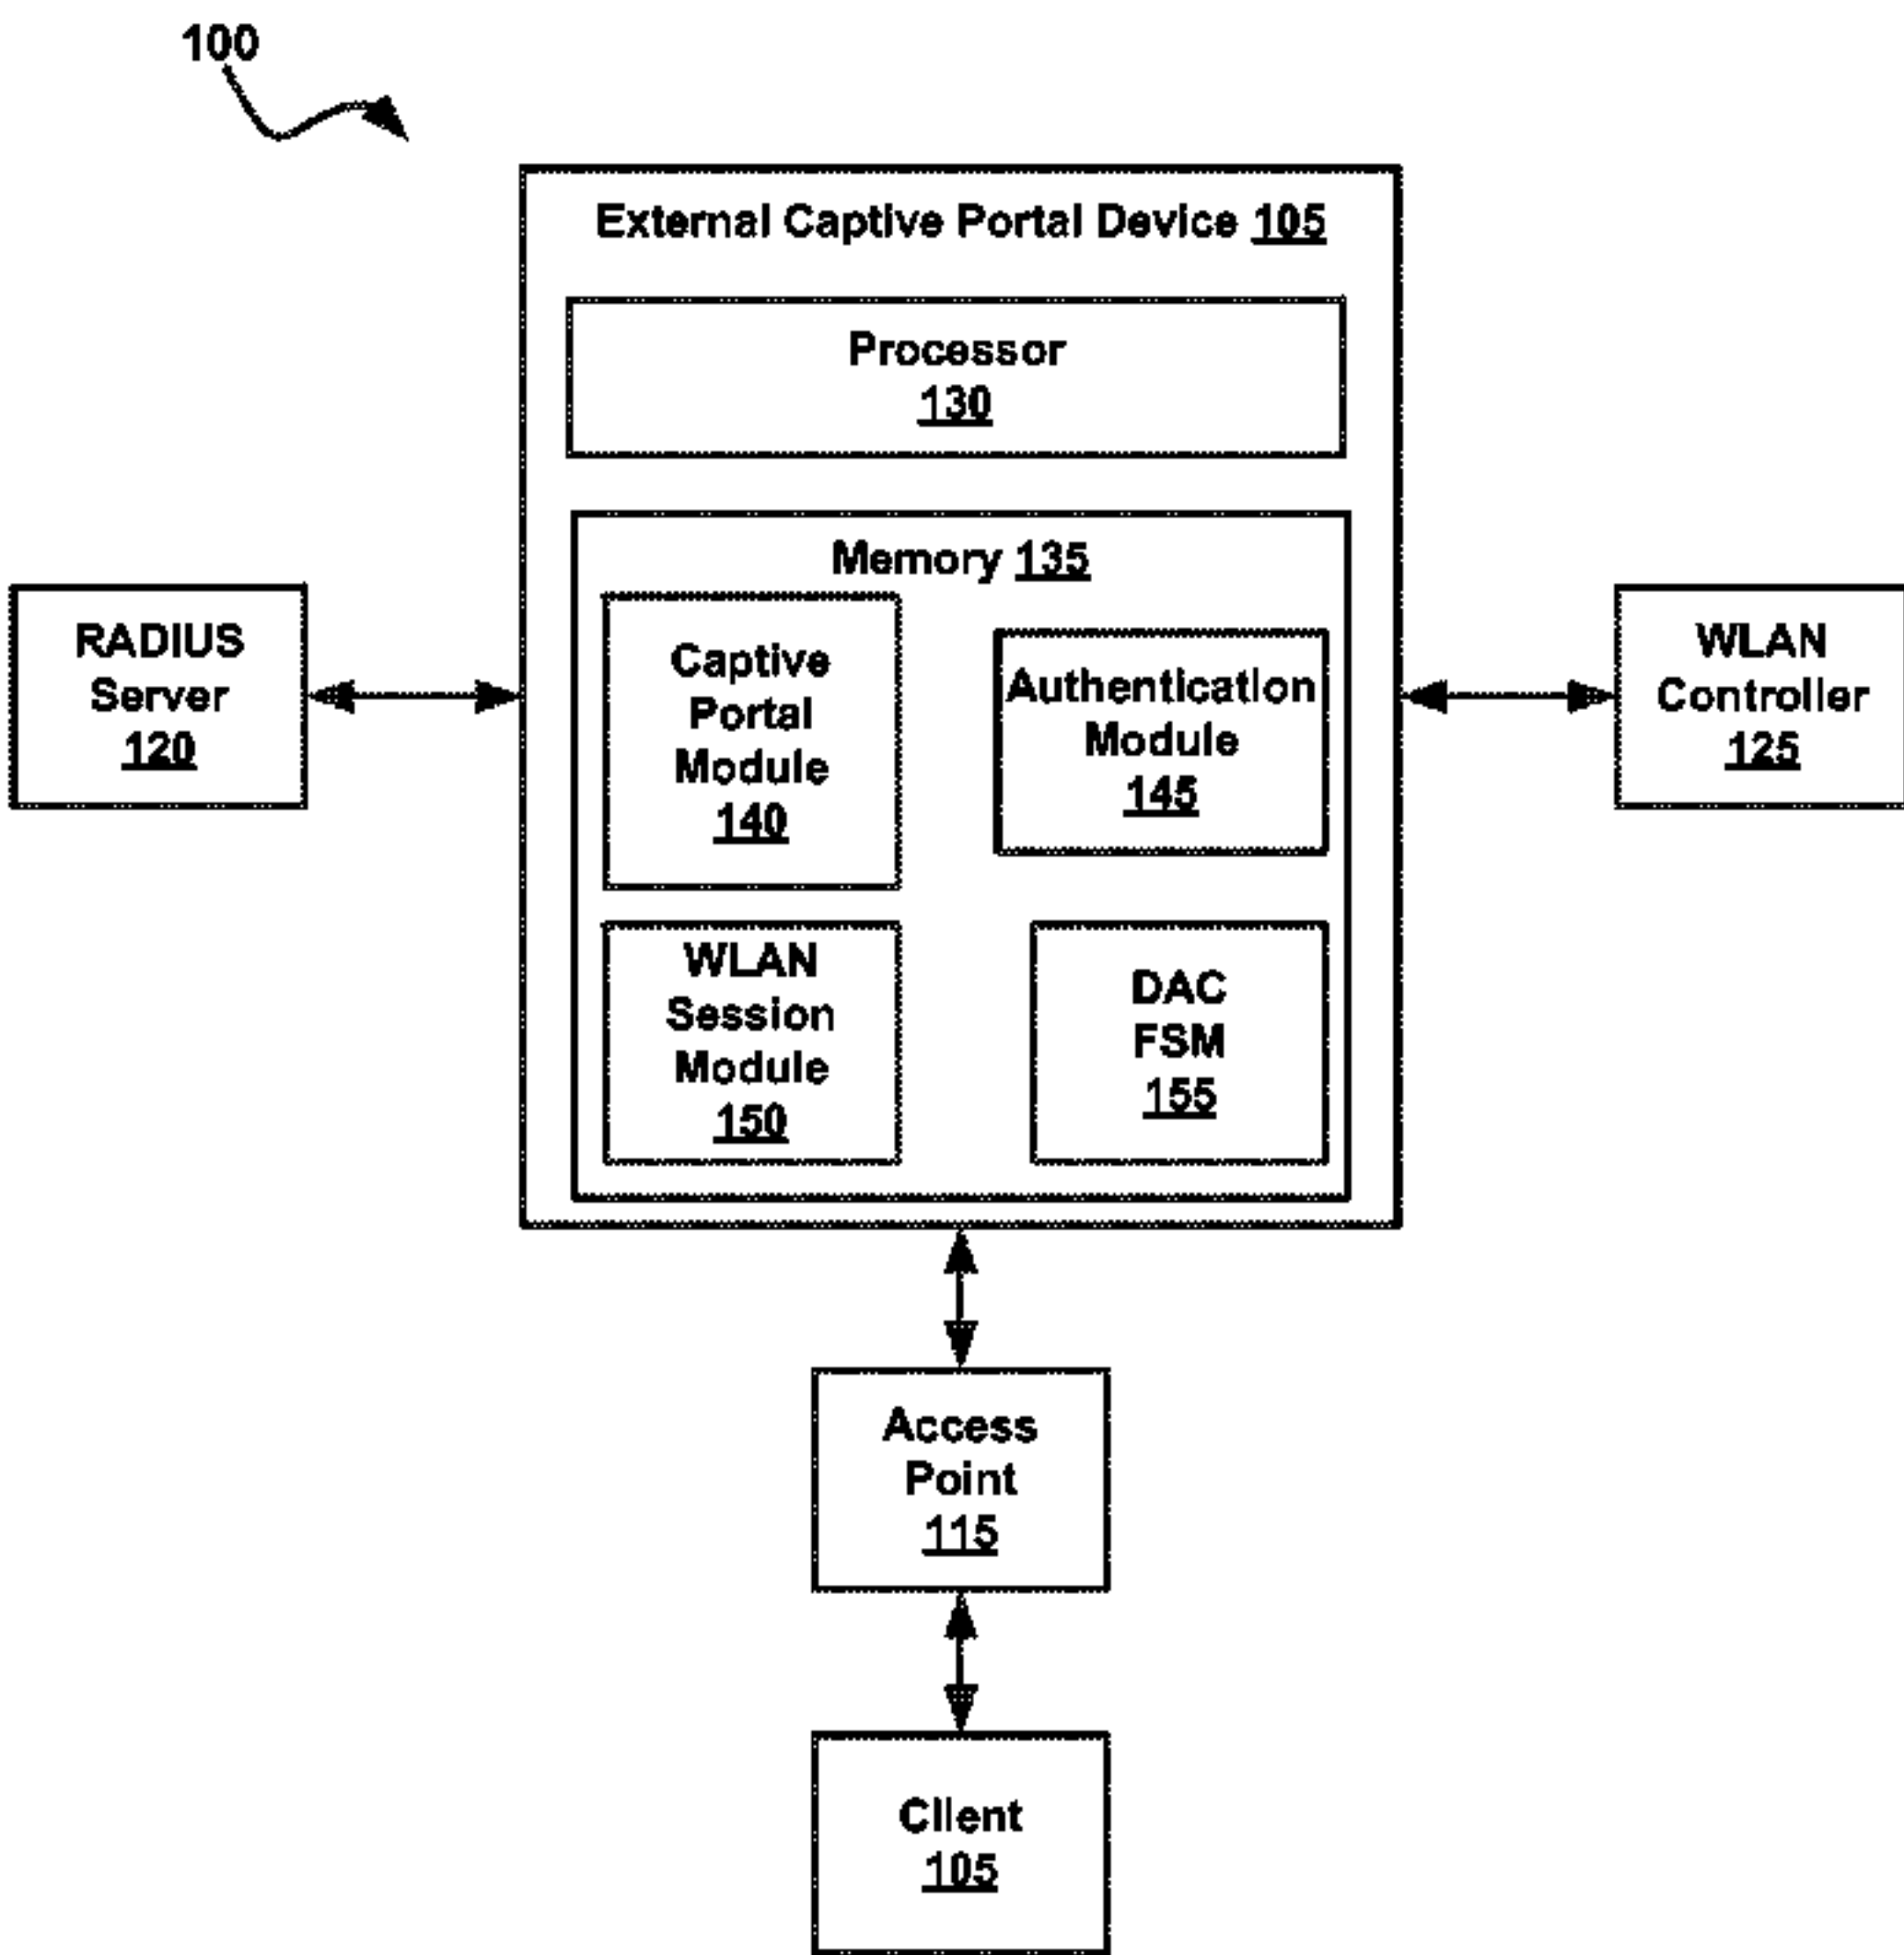 100
External Captive Portal Device 105
Processor
130
Memory 135
Captive
Portal
Module
140
Authentication
Module
145
WLAN
Session
Module
150
DAC
FSM
155
RADIUS
Server
120
WLAN
Controller
125
Access
Point
115
Client
105